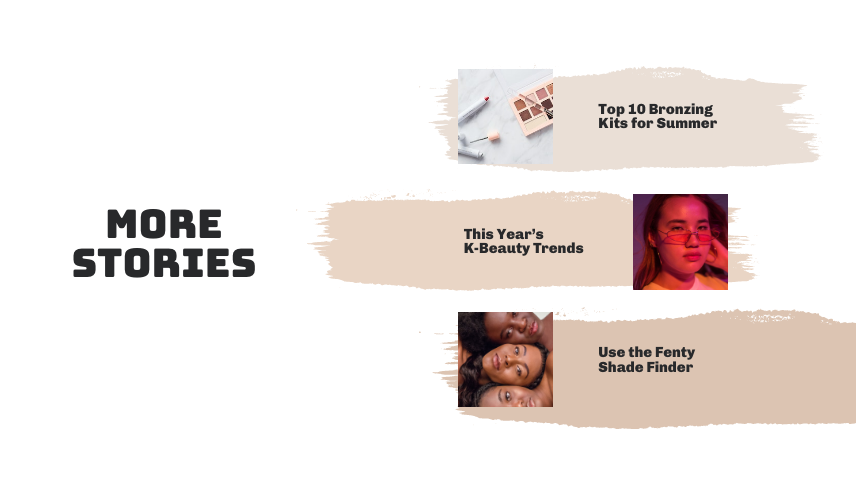 MORE
STORIES
Top 10 Bronzing
Kits for Summer
This Year’s
K-Beauty Trends
Use the Fenty
Shade Finder